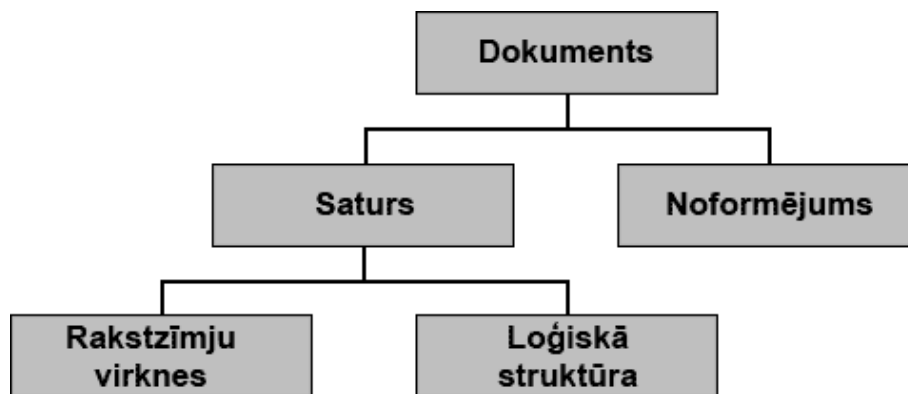 Dokuments
Saturs
Noformējums
Rakstzīmju
virknes
Loģiskā
struktūra